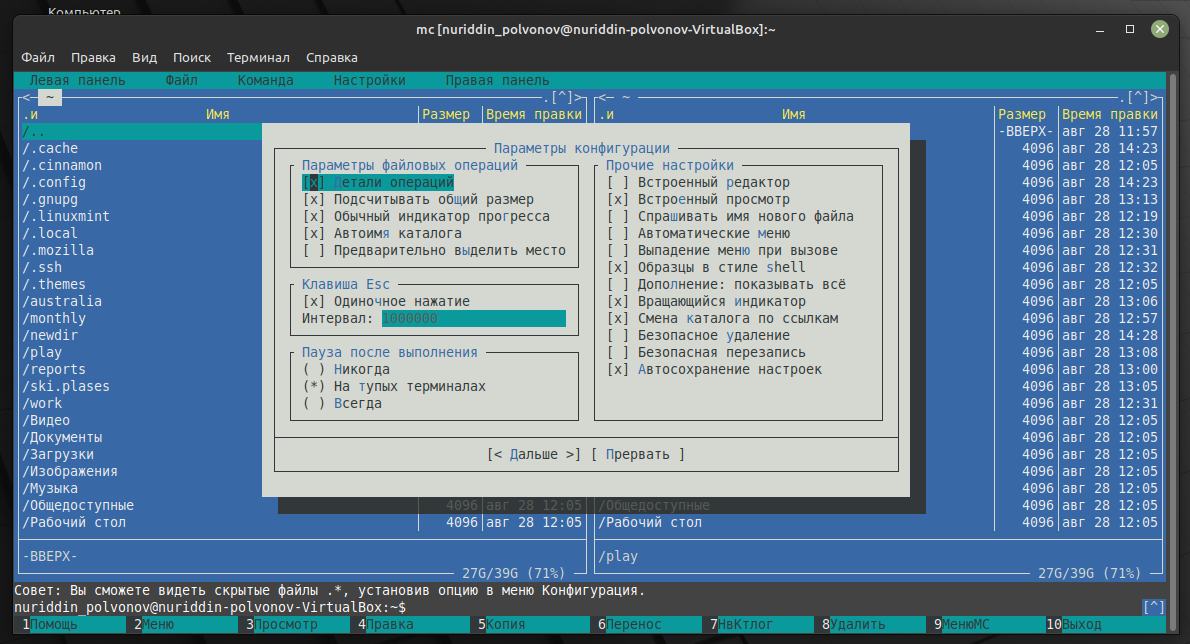 Компьютер
mc [nuriddin_polvonov@nuriddin-polvonov-VirtualBox]:~
Файл Правка Вид Поиск Терминал Справка
Левая панель Файл Команда Настройки Правая панель
<─ ~ .[^]> <─ ~ .[^]>
.и Имя Размер Время правки .и Имя Размер Время правки
/.. -ВВЕРХ- авг 28 11:57
Параметры конфигурации
/.cache 4096 авг 28 14:23
Параметры файловых операций Прочие настройки
/.cinnamon 4096 авг 28 12:05
/.config [x] Детали операций [ ] Встроенный редактор 4096 авг 28 14:23
/.gnupg [x] Подсчитывать общий размер [x] Встроенный просмотр 4096 авг 28 13:13
/.linuxmint [x] Обычный индикатор прогресса [ ] Спрашивать имя нового файла 4096 авг 28 12:19
/.local [x] Автоимя каталога [ ] Автоматические меню 4096 авг 28 12:30
/.mozilla [ ] Предварительно выделить место [ ] Выпадение меню при вызове 4096 авг 28 12:31
/.ssh [x] Образцы в стиле shell 4096 авг 28 12:32
/.themes Клавиша Esc [ ] Дополнение: показывать всё 4096 авг 28 12:05
/australia [x] Одиночное нажатие [x] Вращающийся индикатор 4096 авг 28 13:06
/monthly Интервал: 1000000 [x] Смена каталога по ссылкам 4096 авг 28 12:57
/newdir [ ] Безопасное удаление 4096 авг 28 14:28
/play Пауза после выполнения [ ] Безопасная перезапись 4096 авг 28 13:08
/reports ( ) Никогда [x] Автосохранение настроек 4096 авг 28 13:00
/ski.plases (*) На тупых терминалах 4096 авг 28 13:05
/work ( ) Всегда 4096 авг 28 12:31
/Видео 4096 авг 28 12:05
/Документы 4096 авг 28 12:05
/Загрузки [< Дальше >] [ Прервать ] 4096 авг 28 12:05
/Изображения 4096 авг 28 12:05
/Музыка 4096 авг 28 12:05
/Общедоступные 4096 авг 28 12:05 /Общедоступные 4096 авг 28 12:05
/Рабочий стол 4096 авг 28 12:05 /Рабочий стол 4096 авг 28 12:05
-ВВЕРХ- /play
27G/39G (71%) 27G/39G (71%)
Совет: Вы сможете видеть скрытые файлы .*, установив опцию в меню Конфигурация.
nuriddin_polvonov@nuriddin-polvonov-VirtualBox:~$ [^]
1Помощь 2Меню 3Просмотр 4Правка 5Копия 6Перенос 7НвКтлог 8Удалить 9МенюМС 10Выход